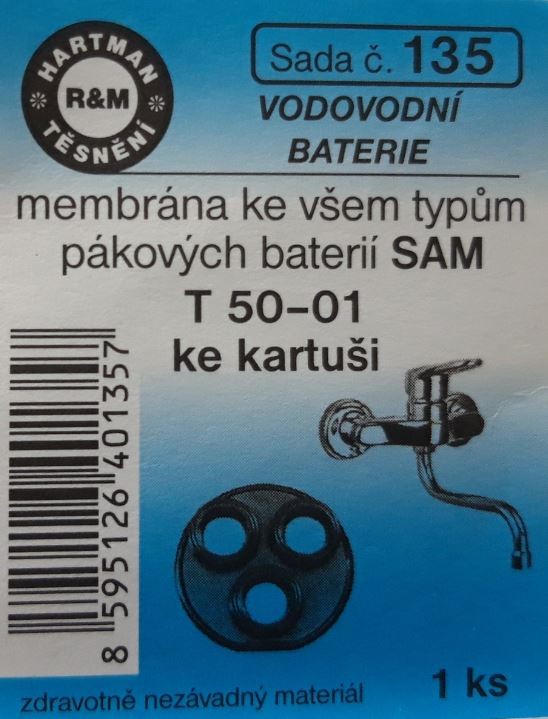 HARTMAN
R&M
TĚSNĚNÍ
Sada č. 135
VODOVODNÍ
BATERIE
membrána ke všem typům
pákových baterií SAM
T 50-01
ke kartuši
8 595126 401357
1 ks
zdravotně nezávadný materiál